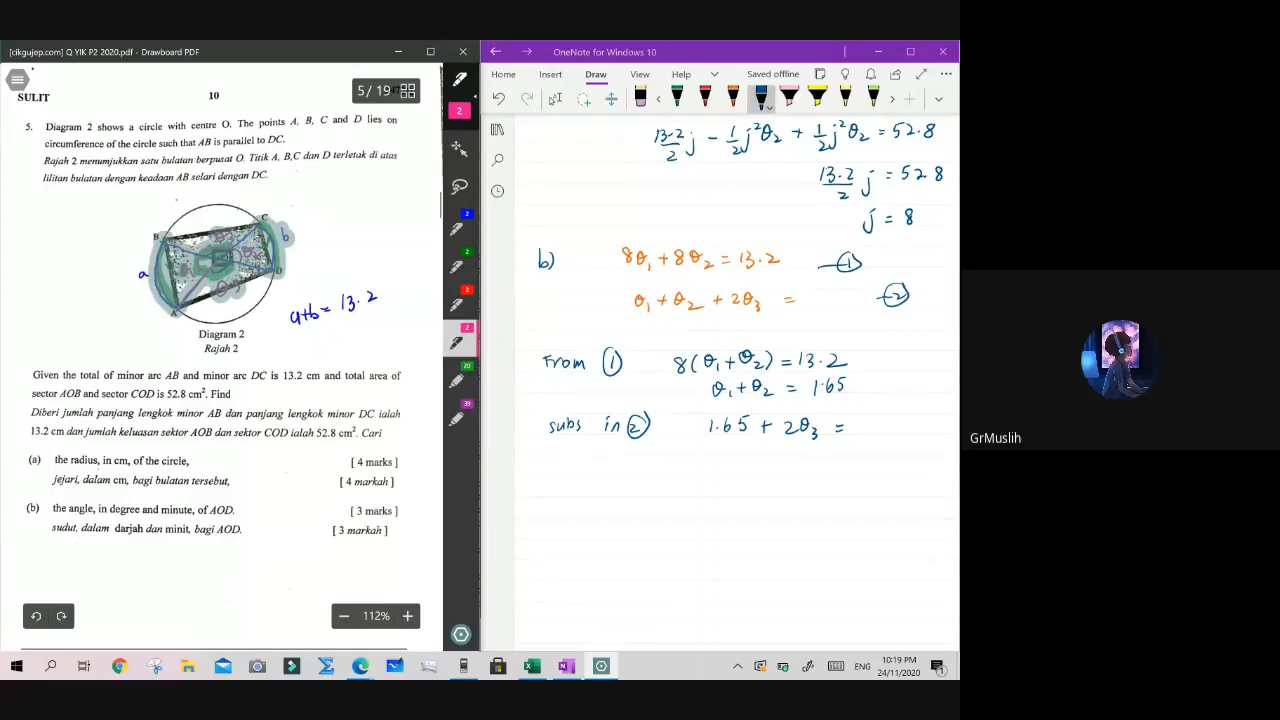 [cikgujep.com] Q YIK P2 2020.pdf - Drawboard PDF
SULIT
10
5 / 19
5. Diagram 2 shows a circle with centre O. The points A, B, C and D lies on
circumference of the circle such that AB is parallel to DC.
Rajah 2 menumjukkan satu bulatan berpusat O. Titik A, B,C dan D terletak di atas
lilitan bulatan dengan keadaan AB selari dengan DC.
B
C
b
a
D
A
a+b = 13.2
Diagram 2
Rajah 2
Given the total of minor arc AB and minor arc DC is 13.2 cm and total area of
sector AOB and sector COD is 52.8 cm². Find
Diberi jumlah panjang lengkok minor AB dan panjang lengkok minor DC ialah
13.2 cm dan jumlah keluasan sektor AOB dan sektor COD ialah 52.8 cm². Cari
(a) the radius, in cm, of the circle, [ 4 marks ]
jejari, dalam cm, bagi bulatan tersebut, [ 4 markah ]
(b) the angle, in degree and minute, of AOD. [ 3 marks ]
sudut, dalam darjah dan minit, bagi AOD. [ 3 markah ]
112%
2
2
2
2
2
20
39
OneNote for Windows 10
Home Insert Draw View Help Saved offline
13.2/2 j - 1/2 j²θ₂ + 1/2 j²θ₂ = 52.8
13.2/2 j = 52.8
j = 8
b) 8θ₁ + 8θ₂ = 13.2 — ①
θ₁ + θ₂ + 2θ₃ = — ②
From ① 8(θ₁ + θ₂) = 13.2
θ₁ + θ₂ = 1.65
subs in ② 1.65 + 2θ₃ =
ENG
10:19 PM
24/11/2020
GrMuslih